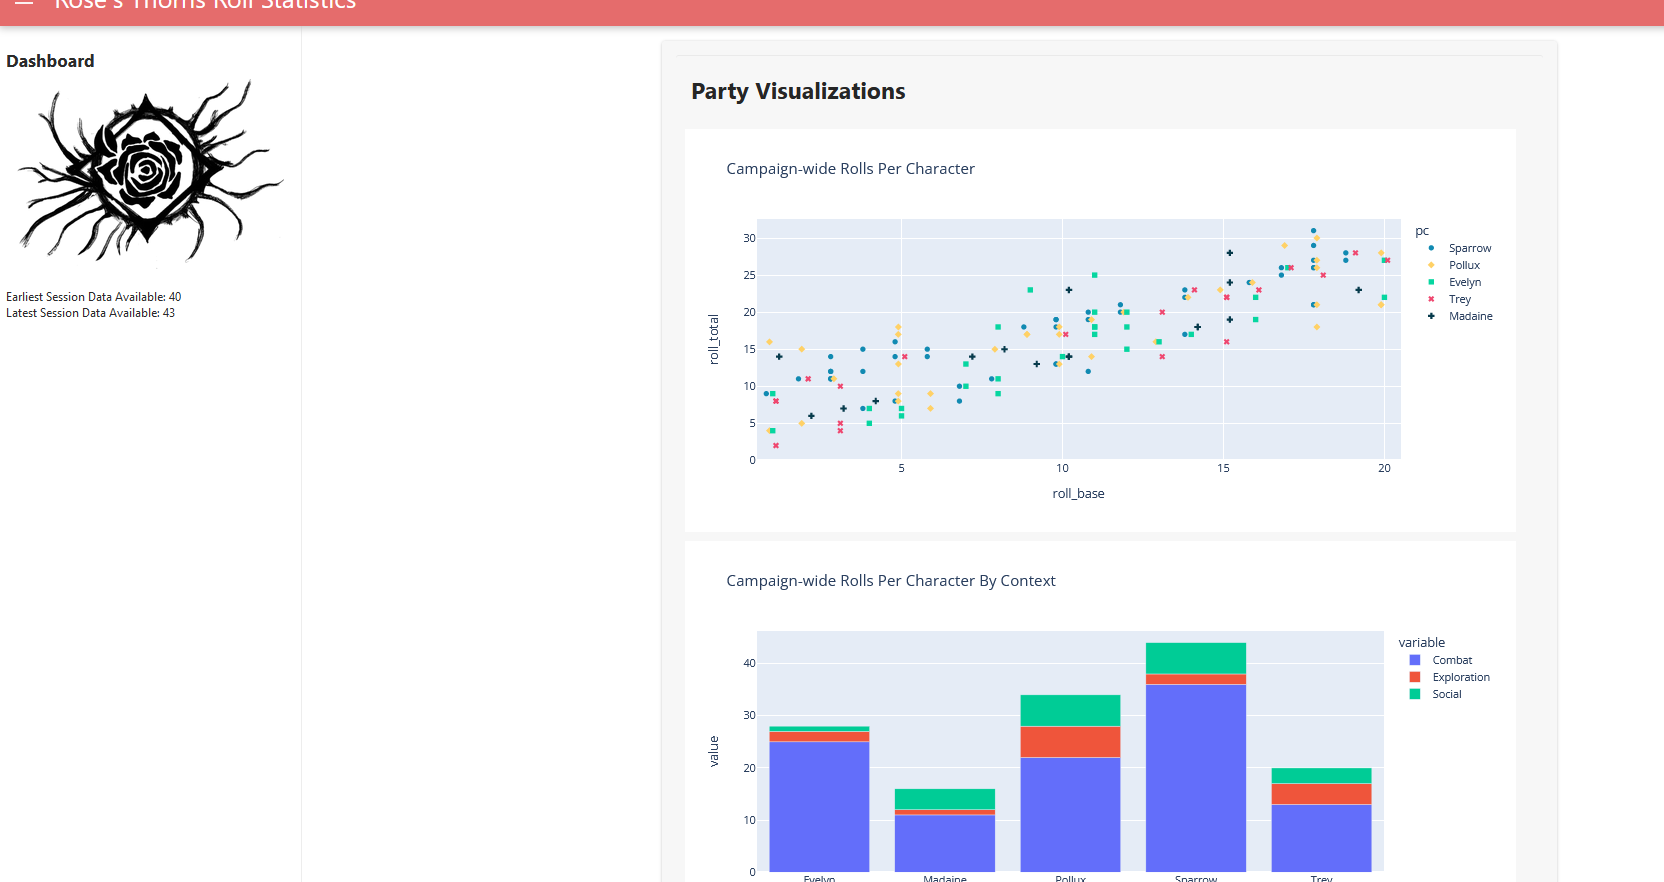 Rose's Thorns Roll Statistics
Dashboard
Earliest Session Data Available: 40
Latest Session Data Available: 43
Party Visualizations
Campaign-wide Rolls Per Character
roll_total
30
25
20
15
10
5
0
5
10
15
20
roll_base
pc
Sparrow
Pollux
Evelyn
Trey
Madaine
Campaign-wide Rolls Per Character By Context
value
40
30
20
10
0
Evelyn
Madaine
Pollux
Sparrow
Trey
variable
Combat
Exploration
Social